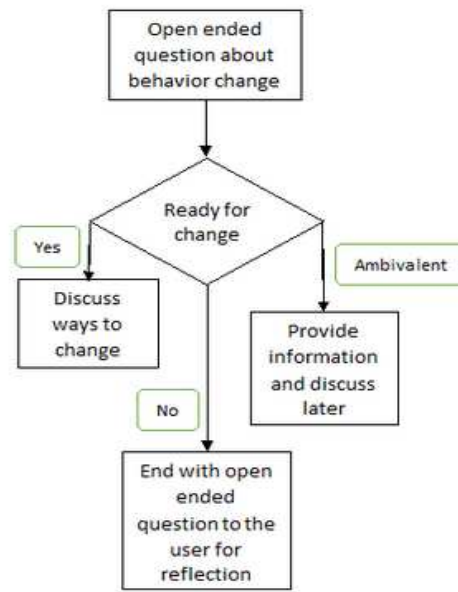 Open ended
question about
behavior change
Ready for
change
Yes
Ambivalent
Discuss
ways to
change
Provide
information
and discuss
later
No
End with open
ended
question to the
user for
reflection